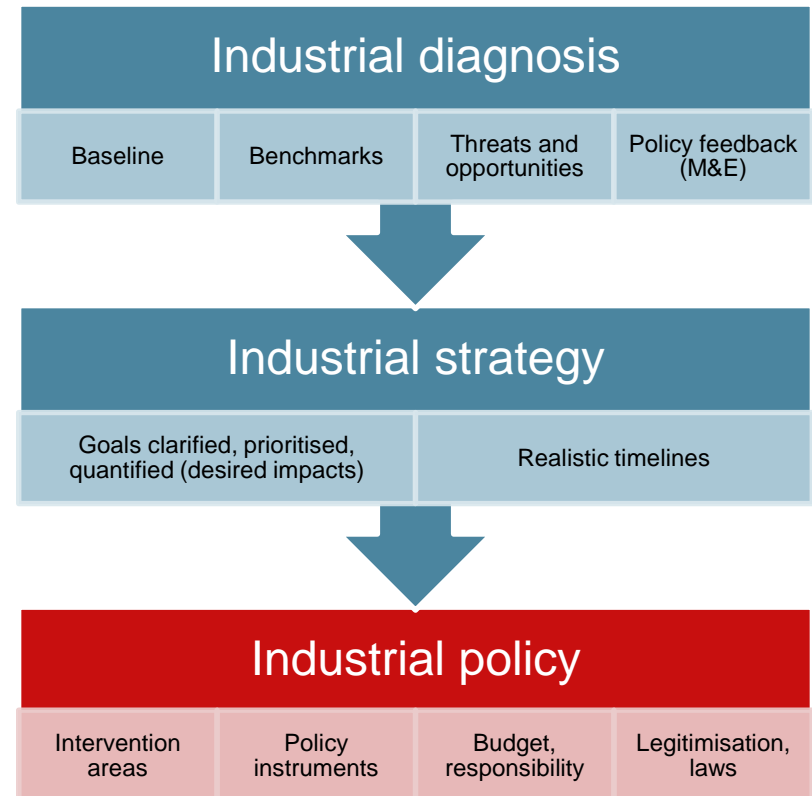 Industrial diagnosis
Baseline
Benchmarks
Threats and
opportunities
Policy feedback
(M&E)
Industrial strategy
Goals clarified, prioritised,
quantified (desired impacts)
Realistic timelines
Industrial policy
Intervention
areas
Policy
instruments
Budget,
responsibility
Legitimisation,
laws